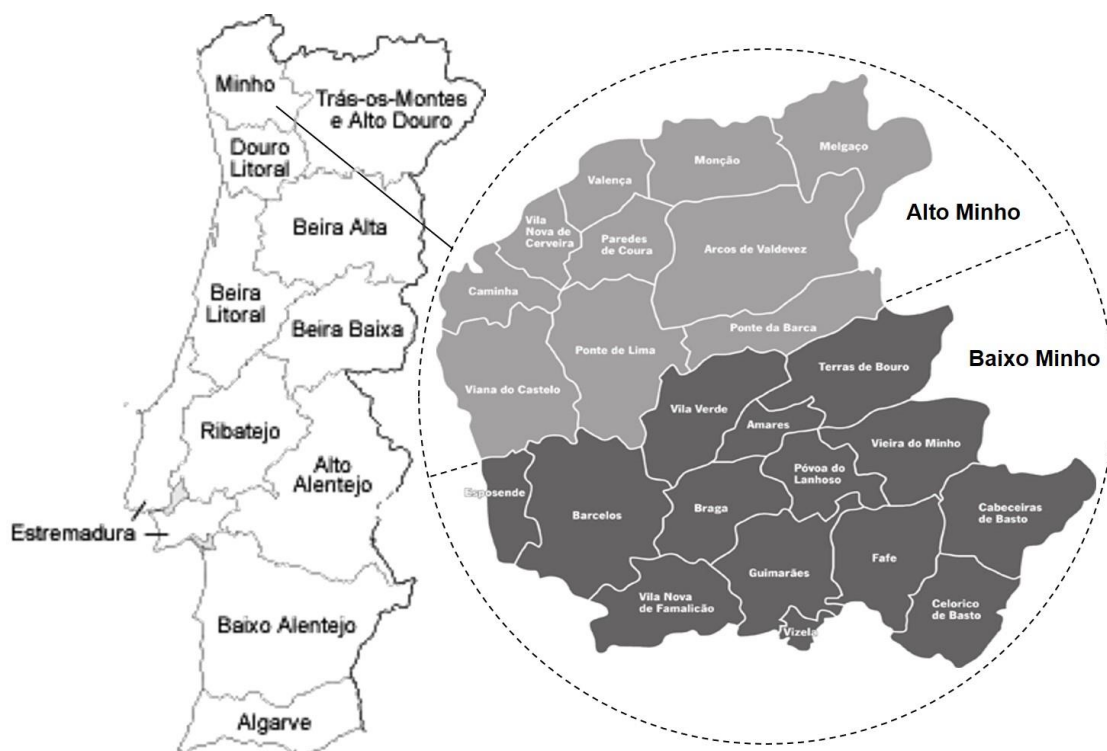 Minho
Trás-os-Montes
e Alto Douro
Douro
Litoral
Beira Alta
Beira
Litoral
Beira Baixa
Ribatejo
Alto
Alentejo
Estremadura
Baixo Alentejo
Algarve
Melgaço
Monção
Valença
Vila
Nova de
Cerveira
Paredes
de Coura
Arcos de Valdevez
Alto Minho
Caminha
Ponte da Barca
Ponte de Lima
Viana do Castelo
Baixo Minho
Terras de Bouro
Vila Verde
Amares
Vieira do Minho
Póvoa do
Lanhoso
Esposende
Barcelos
Braga
Cabeceiras
de Basto
Fafe
Guimarães
Vila Nova
de Famalicão
Celorico
de Basto
Vizela